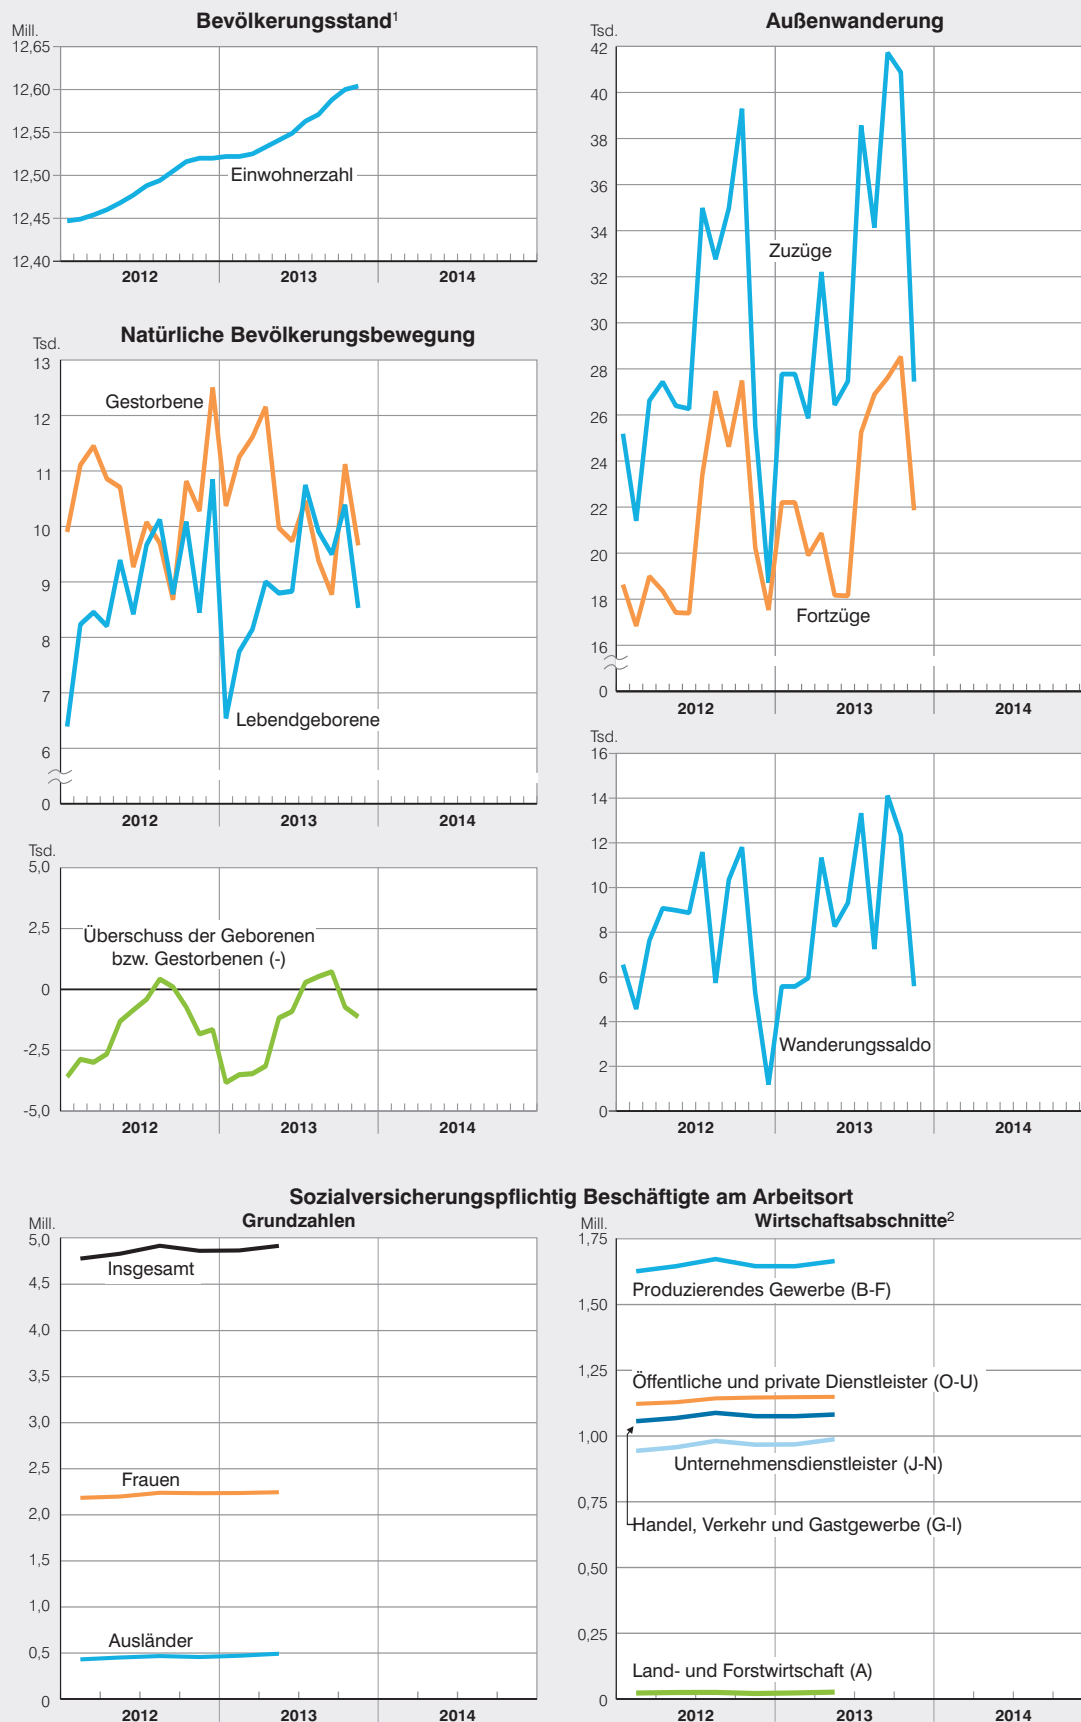 Bevölkerungsstand¹
Mill.
12,65
12,60
12,55
12,50
12,45
12,40
Einwohnerzahl
2012 2013 2014
Natürliche Bevölkerungsbewegung
Tsd.
13
12
11
10
9
8
7
6
0
Gestorbene
Lebendgeborene
2012 2013 2014
Tsd.
5,0
2,5
0
-2,5
-5,0
Überschuss der Geborenen
bzw. Gestorbenen (-)
2012 2013 2014
Außenwanderung
Tsd.
42
40
38
36
34
32
30
28
26
24
22
20
18
16
0
Zuzüge
Fortzüge
2012 2013 2014
Tsd.
16
14
12
10
8
6
4
2
0
Wanderungssaldo
2012 2013 2014
Sozialversicherungspflichtig Beschäftigte am Arbeitsort
Grundzahlen
Mill.
5,0
4,5
4,0
3,5
3,0
2,5
2,0
1,5
1,0
0,5
0
Insgesamt
Frauen
Ausländer
2012 2013 2014
Wirtschaftsabschnitte²
Mill.
1,75
1,50
1,25
1,00
0,75
0,50
0,25
0
Produzierendes Gewerbe (B-F)
Öffentliche und private Dienstleister (O-U)
Unternehmensdienstleister (J-N)
Handel, Verkehr und Gastgewerbe (G-I)
Land- und Forstwirtschaft (A)
2012 2013 2014